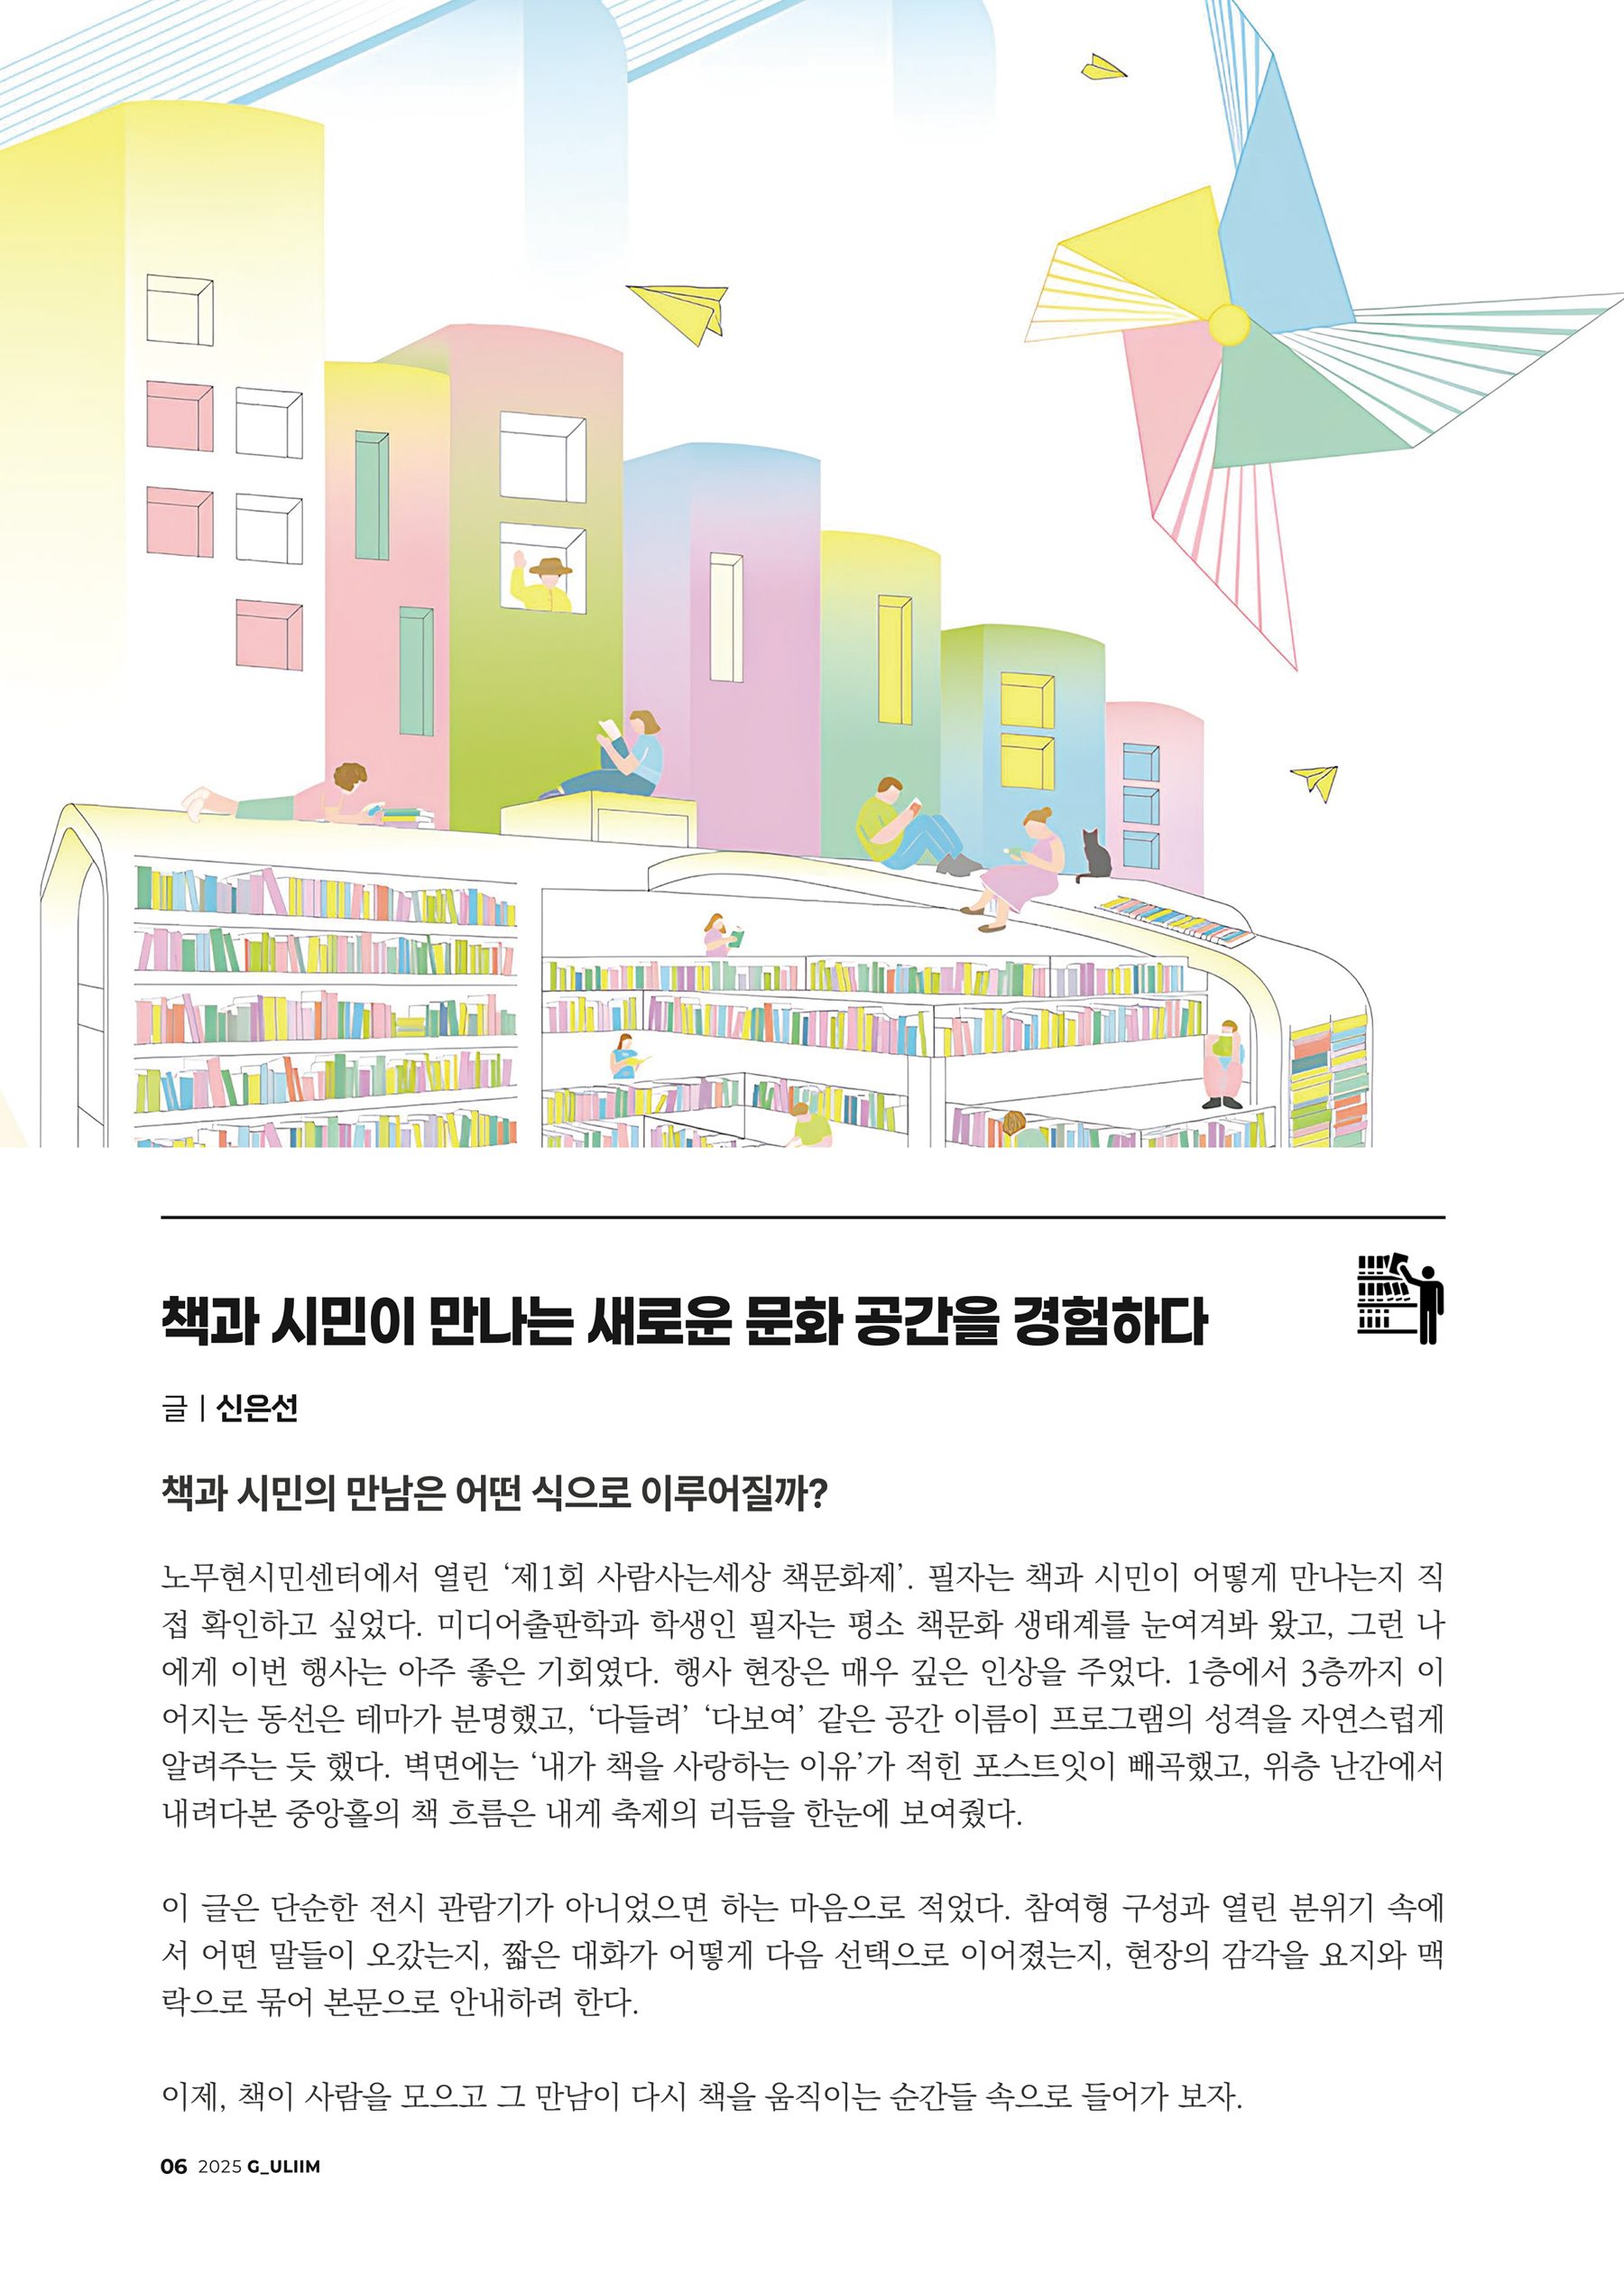 책과 시민이 만나는 새로운 문화 공간을 경험하다
글 | 신은선
책과 시민의 만남은 어떤 식으로 이루어질까?
노무현시민센터에서 열린 ‘제1회 사람사는세상 책문화제’. 필자는 책과 시민이 어떻게 만나는지 직
접 확인하고 싶었다. 미디어출판학과 학생인 필자는 평소 책문화 생태계를 눈여겨봐 왔고, 그런 나
에게 이번 행사는 아주 좋은 기회였다. 행사 현장은 매우 깊은 인상을 주었다. 1층에서 3층까지 이
어지는 동선은 테마가 분명했고, ‘다들려’ ‘다보여’ 같은 공간 이름이 프로그램의 성격을 자연스럽게
알려주는 듯 했다. 벽면에는 ‘내가 책을 사랑하는 이유’가 적힌 포스트잇이 빼곡했고, 위층 난간에서
내려다본 중앙홀의 책 흐름은 내게 축제의 리듬을 한눈에 보여줬다.
이 글은 단순한 전시 관람기가 아니었으면 하는 마음으로 적었다. 참여형 구성과 열린 분위기 속에
서 어떤 말들이 오갔는지, 짧은 대화가 어떻게 다음 선택으로 이어졌는지, 현장의 감각을 요지와 맥
락으로 묶어 본문으로 안내하려 한다.
이제, 책이 사람을 모으고 그 만남이 다시 책을 움직이는 순간들 속으로 들어가 보자.
06 2025 G_ULIIM